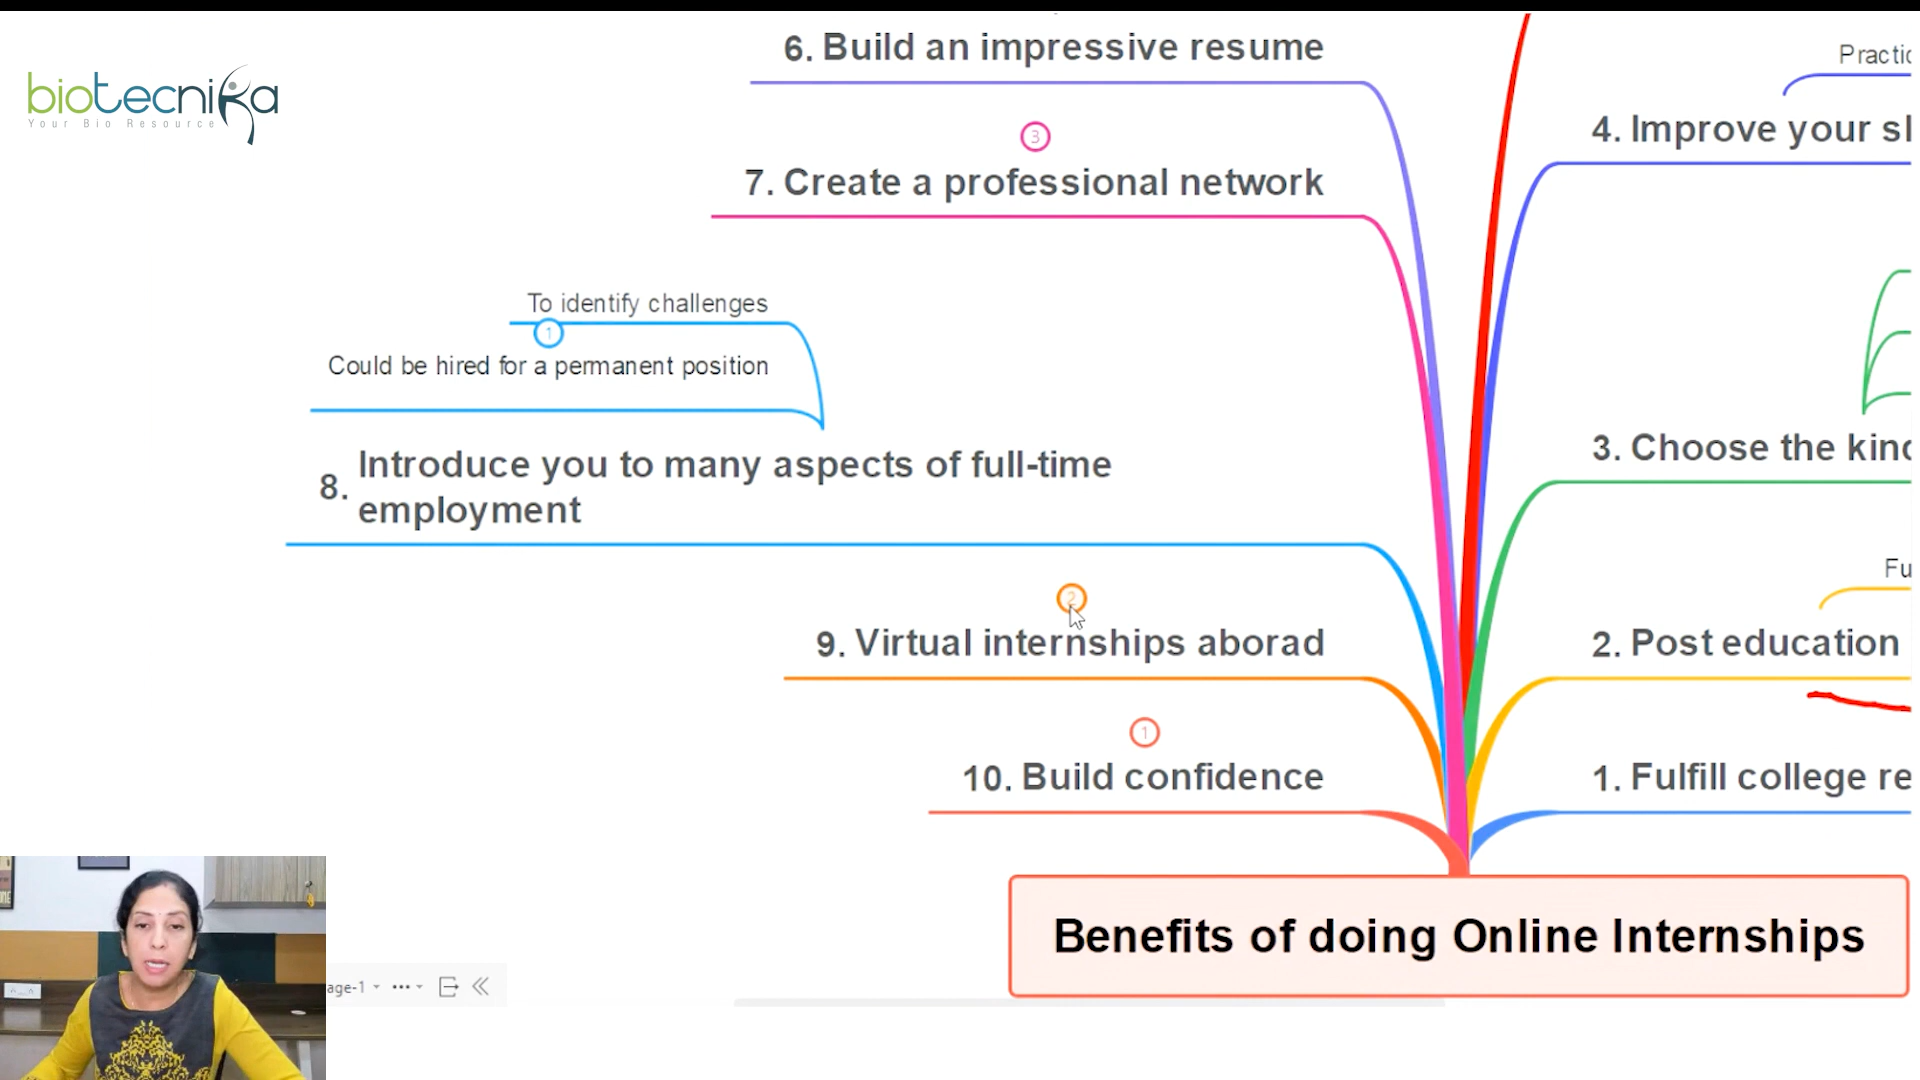 biotecnika
Your Bio Resource
6. Build an impressive resume
3
7. Create a professional network
To identify challenges
1
Could be hired for a permanent position
8. Introduce you to many aspects of full-time
employment
2
9. Virtual internships aborad
1
10. Build confidence
Practic
4. Improve your sl
3. Choose the kind
Fu
2. Post education
1. Fulfill college re
Benefits of doing Online Internships
age-1